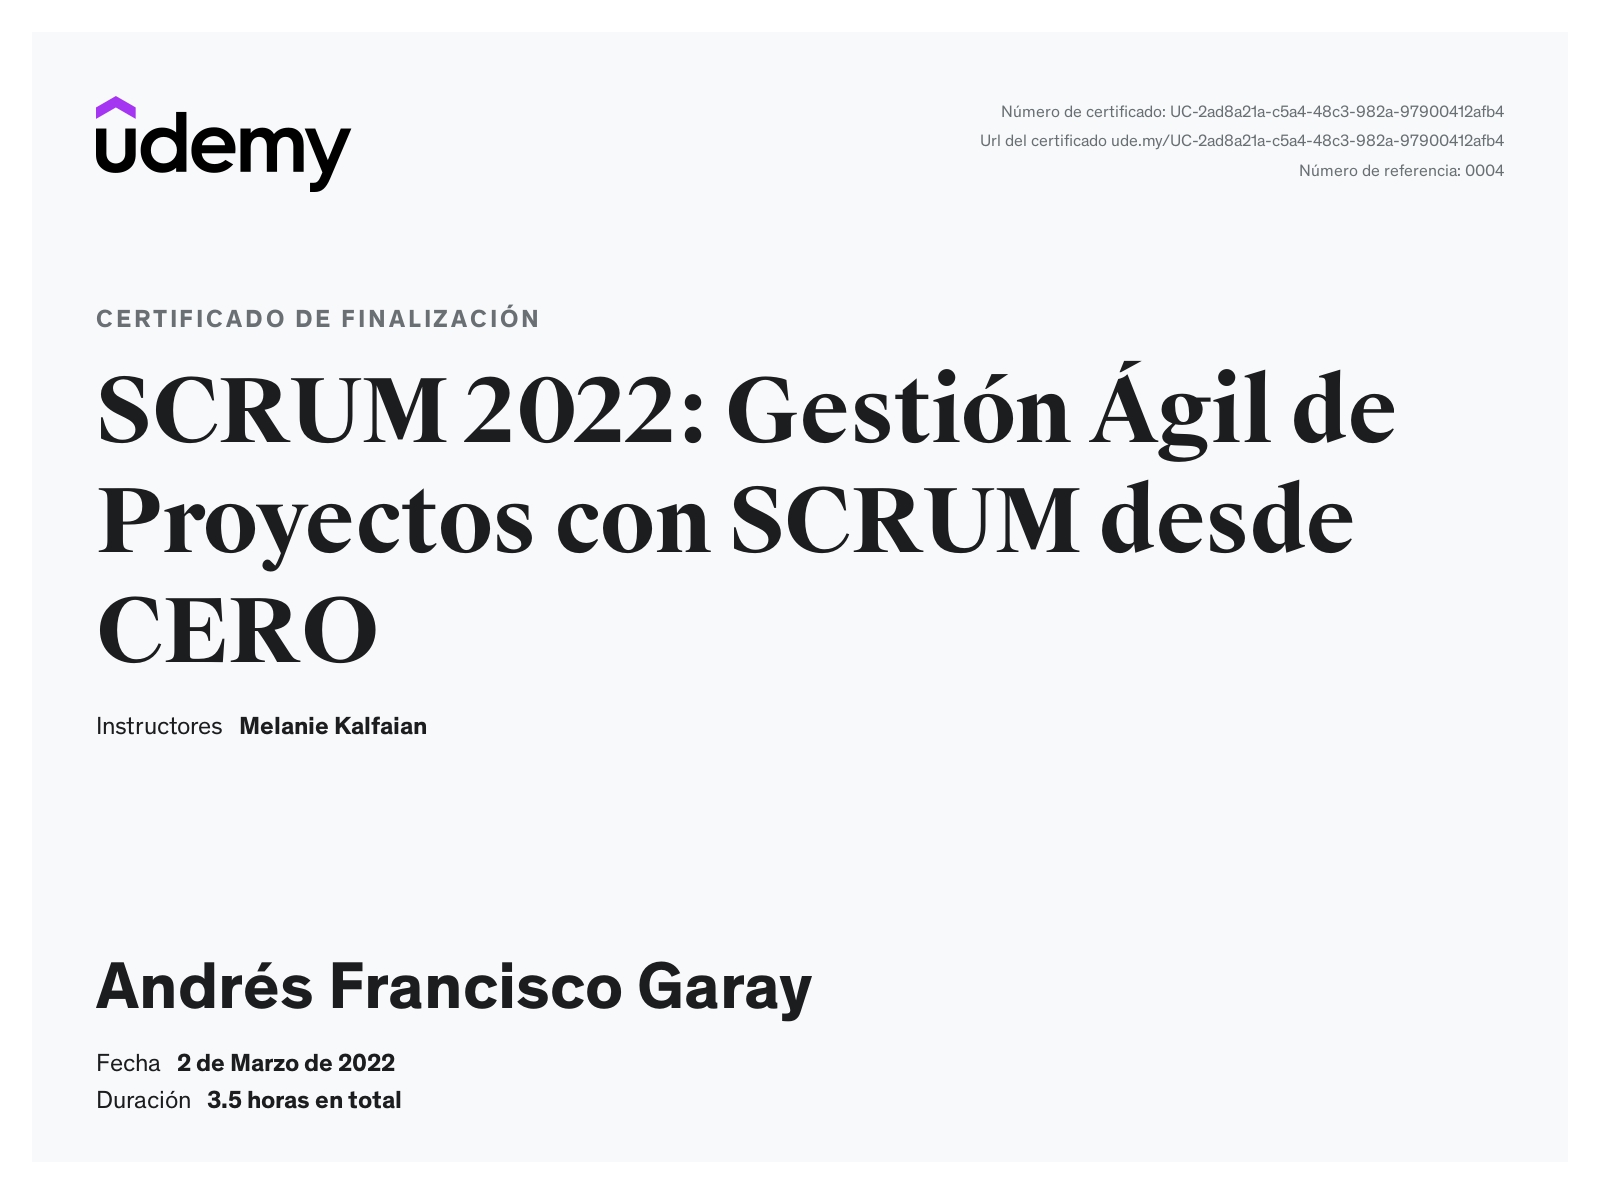 udemy
Número de certificado: UC-2ad8a21a-c5a4-48c3-982a-97900412afb4
Url del certificado ude.my/UC-2ad8a21a-c5a4-48c3-982a-97900412afb4
Número de referencia: 0004
CERTIFICADO DE FINALIZACIÓN
SCRUM 2022: Gestión Ágil de
Proyectos con SCRUM desde
CERO
Instructores Melanie Kalfaian
Andrés Francisco Garay
Fecha 2 de Marzo de 2022
Duración 3.5 horas en total